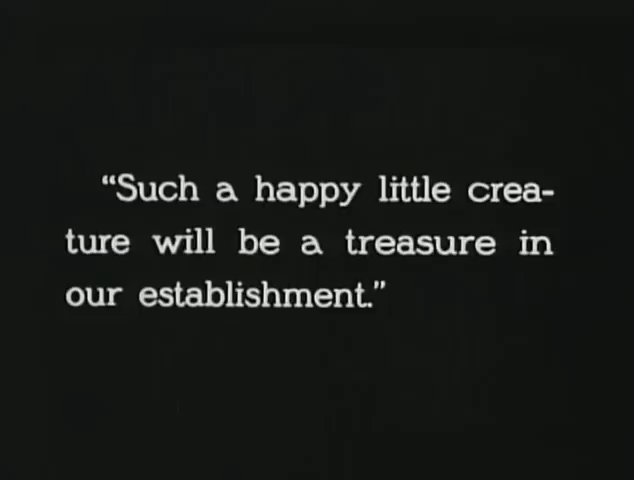 “Such a happy little crea-
ture will be a treasure in
our establishment.”